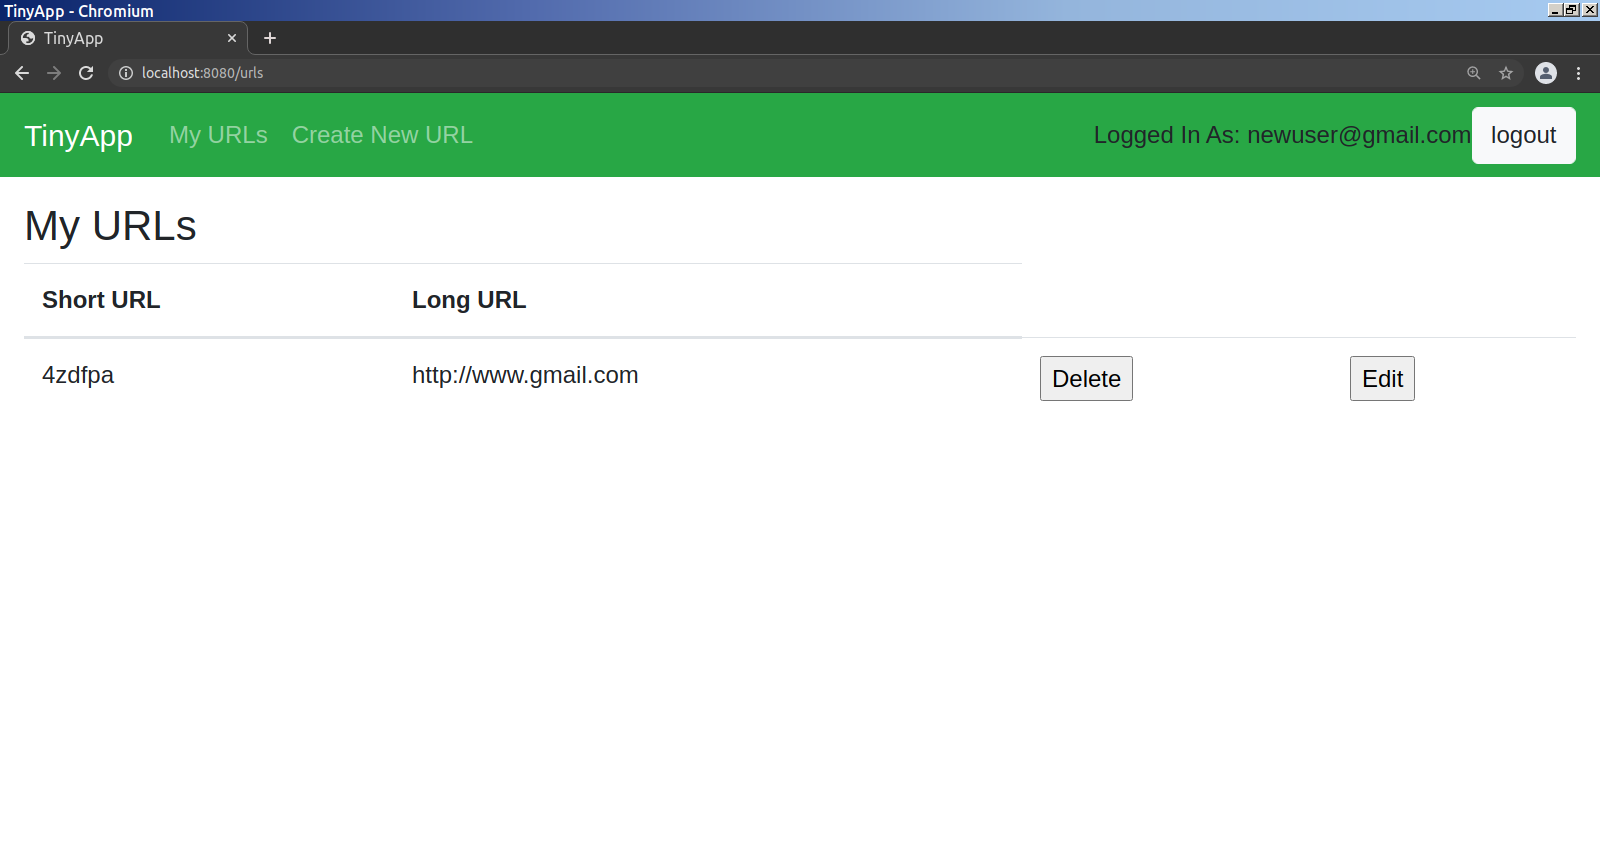 TinyApp - Chromium
TinyApp
localhost:8080/urls
TinyApp My URLs Create New URL Logged In As: newuser@gmail.com logout
My URLs
Short URL Long URL
4zdfpa http://www.gmail.com Delete Edit